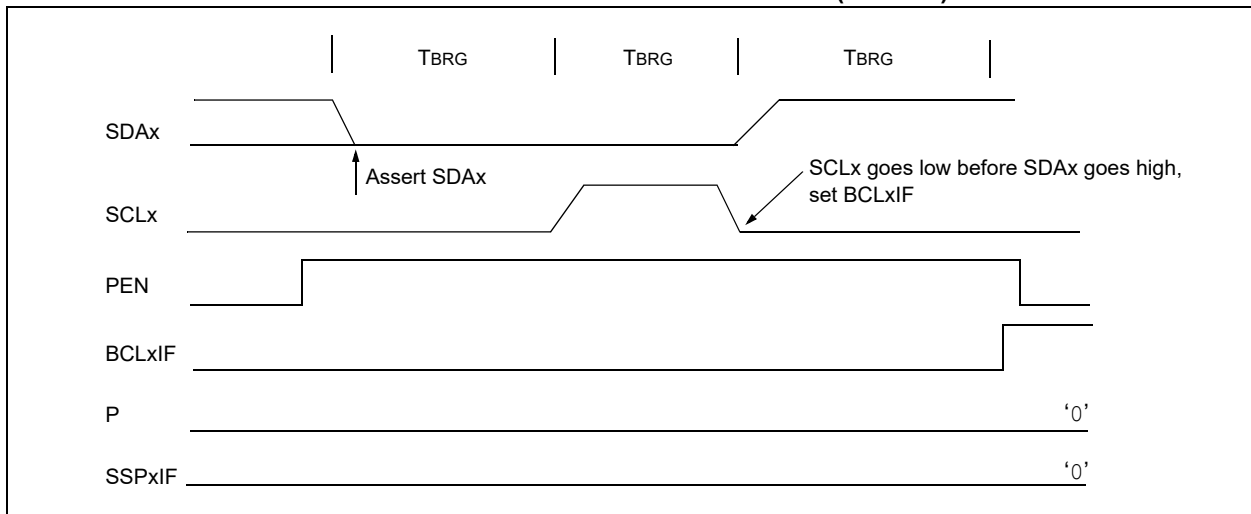 TBRG TBRG TBRG
SDAx
Assert SDAx
SCLx goes low before SDAx goes high,
set BCLxIF
SCLx
PEN
BCLxIF
P '0'
SSPxIF '0'